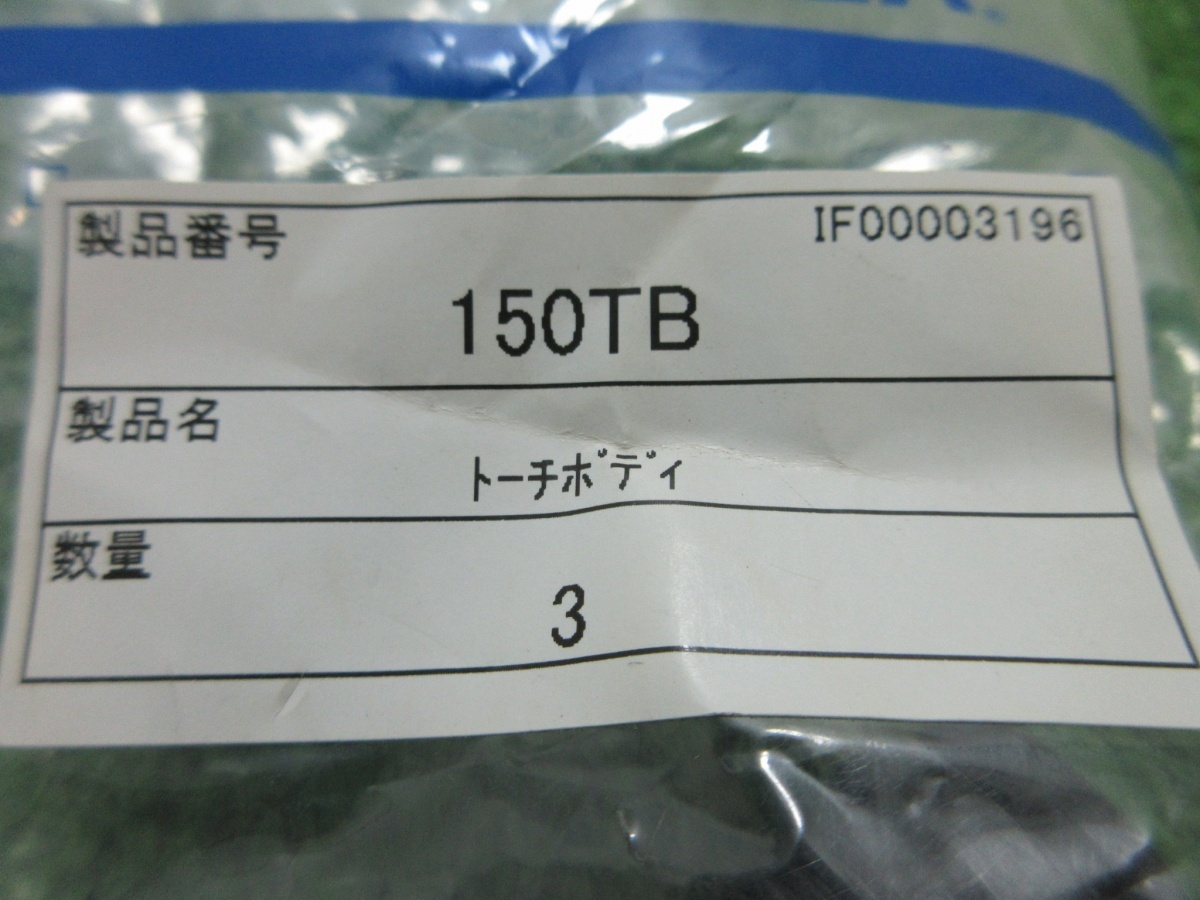 製品番号 IF00003196
150TB
製品名
ﾄｰﾁﾎﾞﾃﾞｨ
数量
3